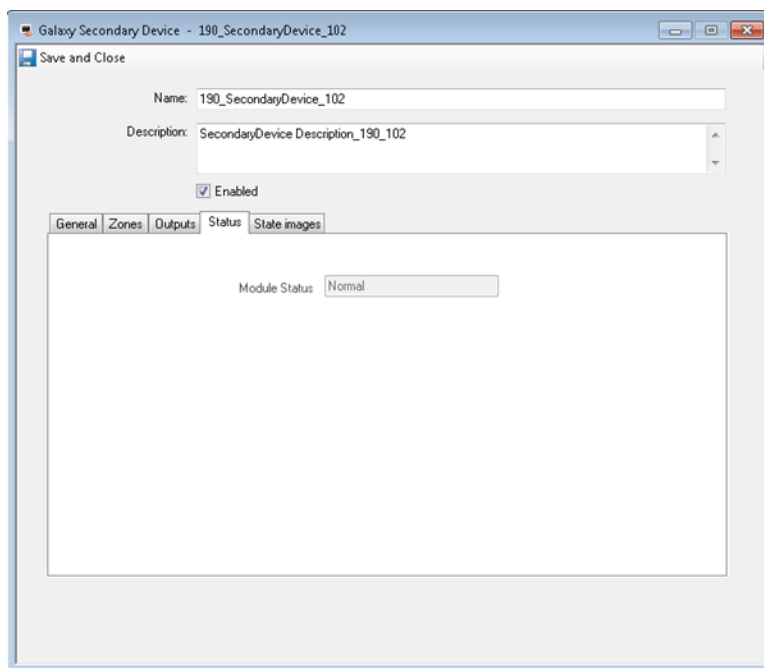 Galaxy Secondary Device - 190_SecondaryDevice_102
Save and Close
Name: 190_SecondaryDevice_102
Description: SecondaryDevice Description_190_102
Enabled
General Zones Outputs Status State images
Module Status Normal